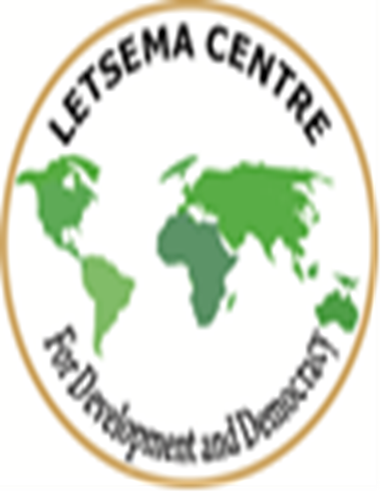 LETSEMA CENTRE
For Development and Democracy